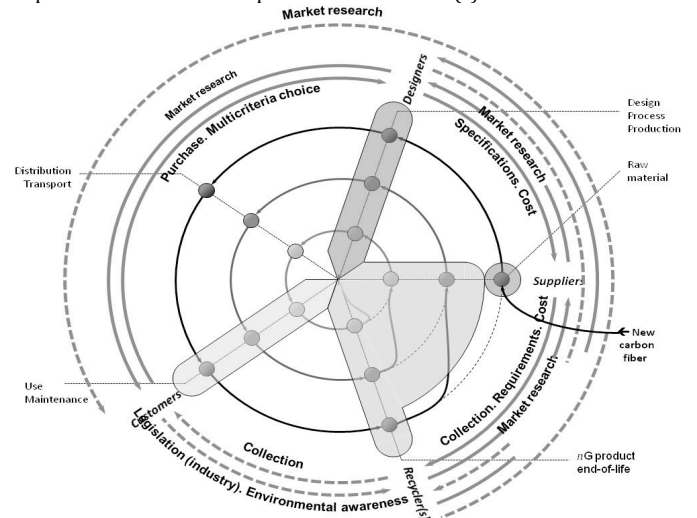 Market research
Market research
Purchase. Multicriteria choice
Designers
Market research
Specifications. Cost
Design
Process
Production
Distribution
Transport
Raw
material
Suppliers
New
carbon
fiber
Use
Maintenance
Customers
Collection. Requirements. Cost
Market research.
Collection
Legislation (industry). Environmental awareness
Recycler(s)
nG product
end-of-life